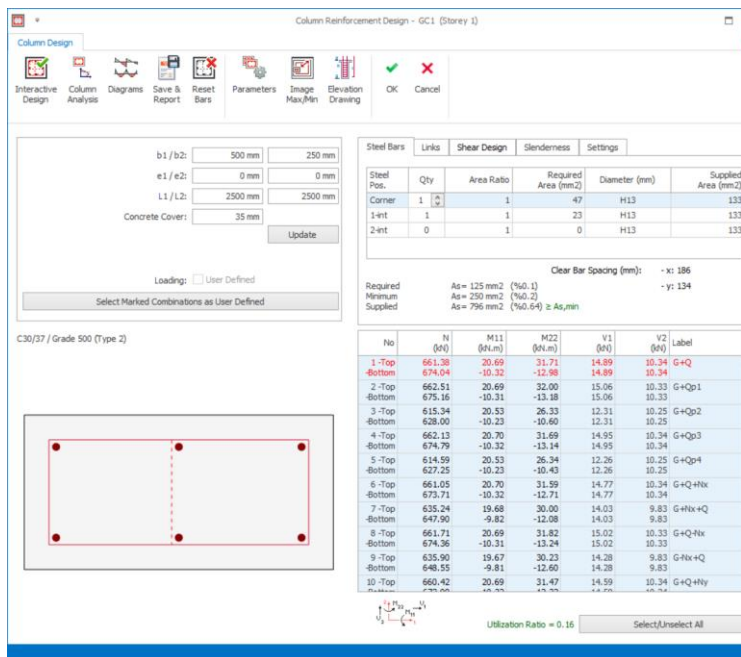 Column Reinforcement Design - GC1 (Storey 1)
Column Design
Interactive Design
Column Analysis
Diagrams
Save & Report
Reset Bars
Parameters
Image Max/Min
Elevation Drawing
OK
Cancel
b1/b2: 500 mm 250 mm
e1/e2: 0 mm 0 mm
L1/L2: 2500 mm 2500 mm
Concrete Cover: 35 mm
Update
Loading: User Defined
Select Marked Combinations as User Defined
C30/37 / Grade 500 (Type 2)
Steel Bars Links Shear Design Slenderness Settings
Steel Pos. Qty Area Ratio Required Area (mm2) Diameter (mm) Supplied Area (mm2)
Corner 1 1 47 H13 133
1-int 1 1 23 H13 133
2-int 0 1 0 H13 133
Clear Bar Spacing (mm): - x: 186
Required As= 125 mm2 (%0.1) - y: 134
Minimum As= 250 mm2 (%0.2)
Supplied As= 796 mm2 (%0.64) ≥ As,min
No N (kN) M11 (kN.m) M22 (kN.m) V1 (kN) V2 (kN) Label
1 -Top 661.38 20.69 31.71 14.89 10.34 G+Q
-Bottom 674.04 -10.32 -12.98 14.89 10.34
2 -Top 662.51 20.69 32.00 15.06 10.33 G+Qp1
-Bottom 675.16 -10.31 -13.18 15.06 10.33
3 -Top 615.34 20.53 26.33 12.31 10.25 G+Qp2
-Bottom 628.00 -10.23 -10.60 12.31 10.25
4 -Top 662.13 20.70 31.69 14.95 10.34 G+Qp3
-Bottom 674.79 -10.32 -13.14 14.95 10.34
5 -Top 614.59 20.53 26.34 12.26 10.25 G+Qp4
-Bottom 627.25 -10.23 -10.43 12.26 10.25
6 -Top 661.05 20.70 31.59 14.77 10.34 G+Q+Nx
-Bottom 673.71 -10.32 -12.71 14.77 10.34
7 -Top 635.24 19.68 30.00 14.03 9.83 G+Nx+Q
-Bottom 647.90 -9.82 -12.08 14.03 9.83
8 -Top 661.71 20.69 31.82 15.02 10.33 G+Q-Nx
-Bottom 674.36 -10.31 -13.24 15.02 10.33
9 -Top 635.90 19.67 30.23 14.28 9.83 G-Nx+Q
-Bottom 648.55 -9.81 -12.60 14.28 9.83
10 -Top 660.42 20.69 31.47 14.59 10.34 G+Q+Ny
Utilization Ratio = 0.16
Select/Unselect All